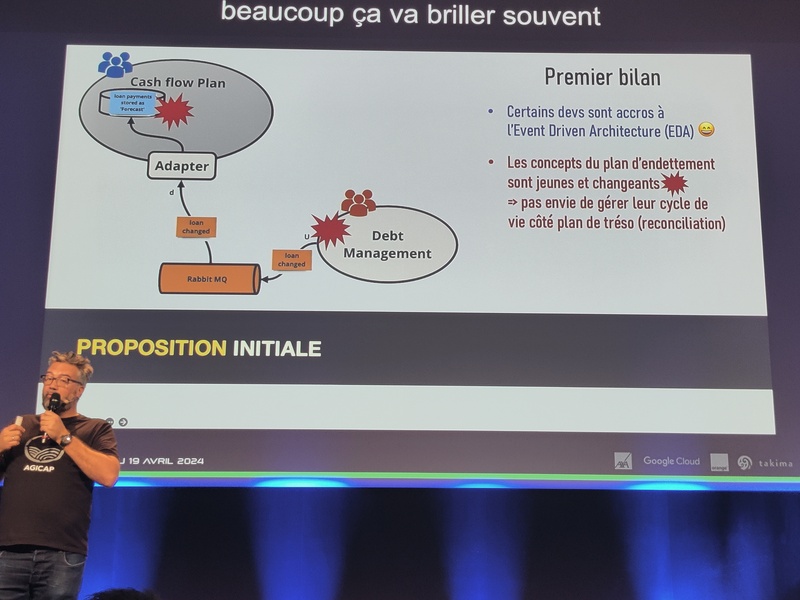 beaucoup ça va briller souvent
Cash flow Plan
loan payments
stored as
'Forecast'
Adapter
d
loan
changed
Rabbit MQ
loan
changed
U
Debt
Management
Premier bilan
• Certains devs sont accros à
l'Event Driven Architecture (EDA) 😄
• Les concepts du plan d'endettement
sont jeunes et changeants
⇒ pas envie de gérer leur cycle de
vie côté plan de tréso (reconciliation)
PROPOSITION INITIALE
AGICAP
19 AVRIL 2024
AXA
Google Cloud
orange
takima